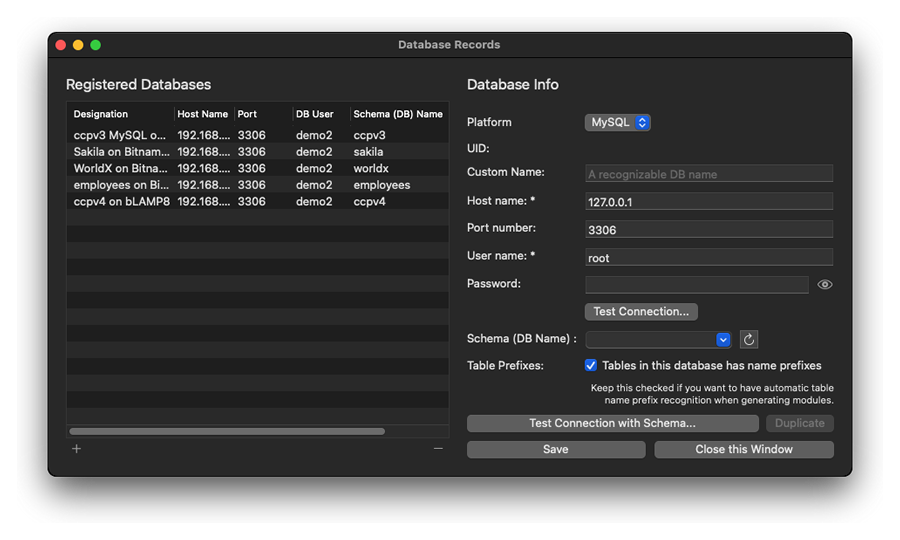 Database Records
Registered Databases
Designation Host Name Port DB User Schema (DB) Name
ccpv3 MySQL o... 192.168.... 3306 demo2 ccpv3
Sakila on Bitnam... 192.168.... 3306 demo2 sakila
WorldX on Bitna... 192.168.... 3306 demo2 worldx
employees on Bi... 192.168.... 3306 demo2 employees
ccpv4 on bLAMP8 192.168.... 3306 demo2 ccpv4
Database Info
Platform MySQL
UID:
Custom Name: A recognizable DB name
Host name: * 127.0.0.1
Port number: 3306
User name: * root
Password:
Test Connection...
Schema (DB Name) :
Table Prefixes: Tables in this database has name prefixes
Keep this checked if you want to have automatic table
name prefix recognition when generating modules.
Test Connection with Schema... Duplicate
Save Close this Window